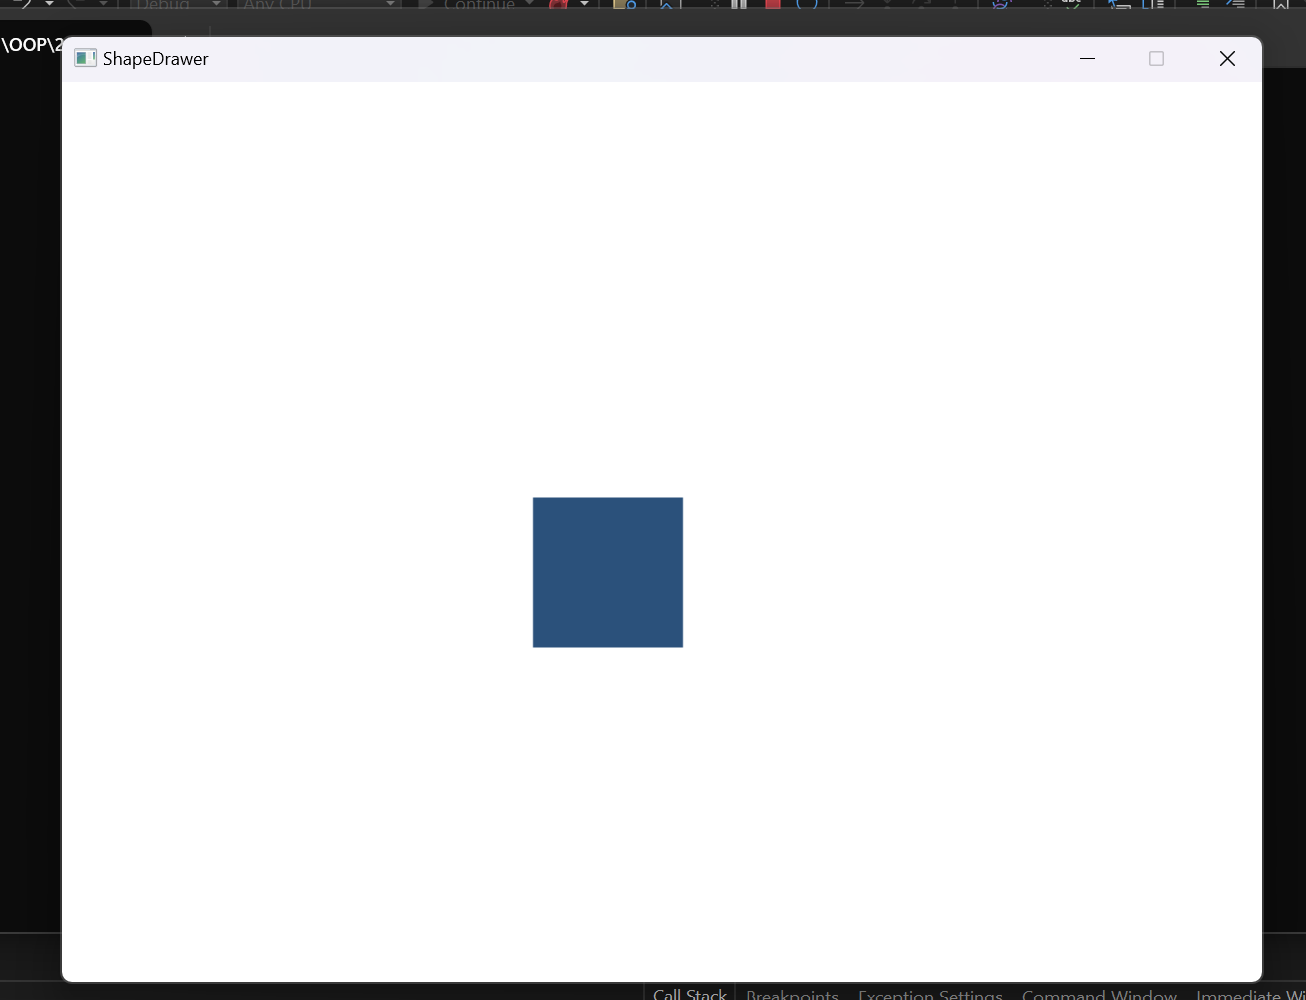 Debug Any CPU Continue
\OOP\2
ShapeDrawer
Call Stack Breakpoints Exception Settings Command Window Immediate Wi